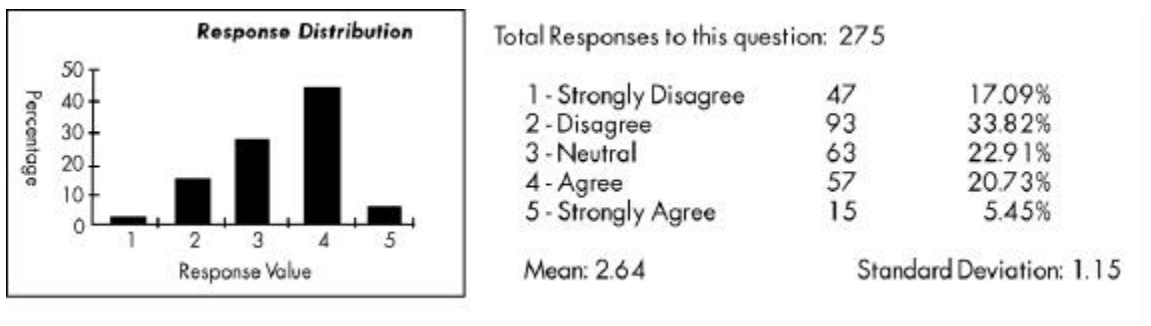 Response Distribution
Percentage
50
40
30
20
10
0
1 2 3 4 5
Response Value
Total Responses to this question: 275
1 - Strongly Disagree 47 17.09%
2 - Disagree 93 33.82%
3 - Neutral 63 22.91%
4 - Agree 57 20.73%
5 - Strongly Agree 15 5.45%
Mean: 2.64 Standard Deviation: 1.15